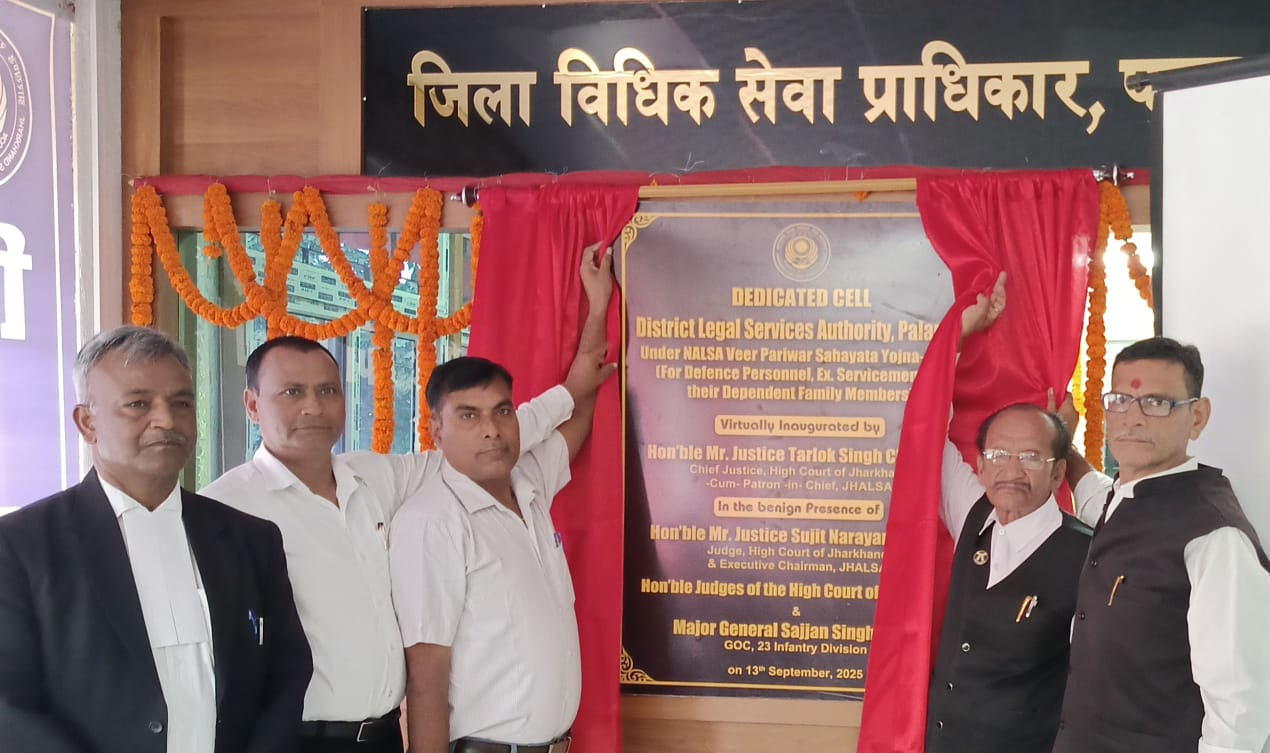 जिला विधिक सेवा प्राधिकार,
DEDICATED CELL
District Legal Services Authority, Pala
Under NALSA Veer Pariwar Sahayata Yojna-
(For Defence Personnel, Ex. Servicemen
their Dependent Family Members
Virtually Inaugurated by
Hon'ble Mr. Justice Tarlok Singh C
Chief Justice, High Court of Jharkha
-Cum- Patron -in- Chief, JHALSA
In the benign Presence of
Hon'ble Mr. Justice Sujit Naraya
Judge, High Court of Jharkhand
& Executive Chairman, JHALSA
Hon'ble Judges of the High Court of
&
Major General Sajjan Singh
GOC, 23 Infantry Division
on 13th September, 2025